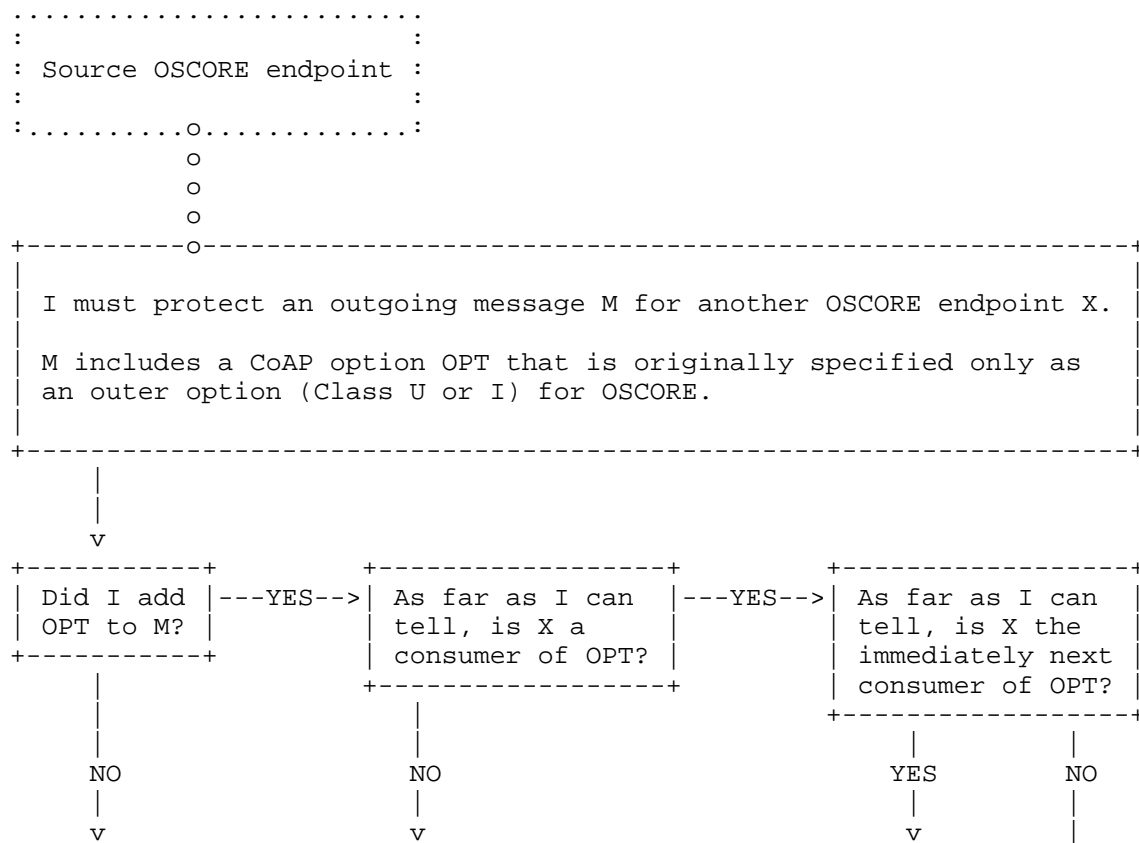 Source OSCORE endpoint
I must protect an outgoing message M for another OSCORE endpoint X.
M includes a CoAP option OPT that is originally specified only as
an outer option (Class U or I) for OSCORE.
Did I add ---YES--> As far as I can ---YES--> As far as I can
OPT to M? tell, is X a tell, is X the
consumer of OPT? immediately next
consumer of OPT?
NO NO YES NO